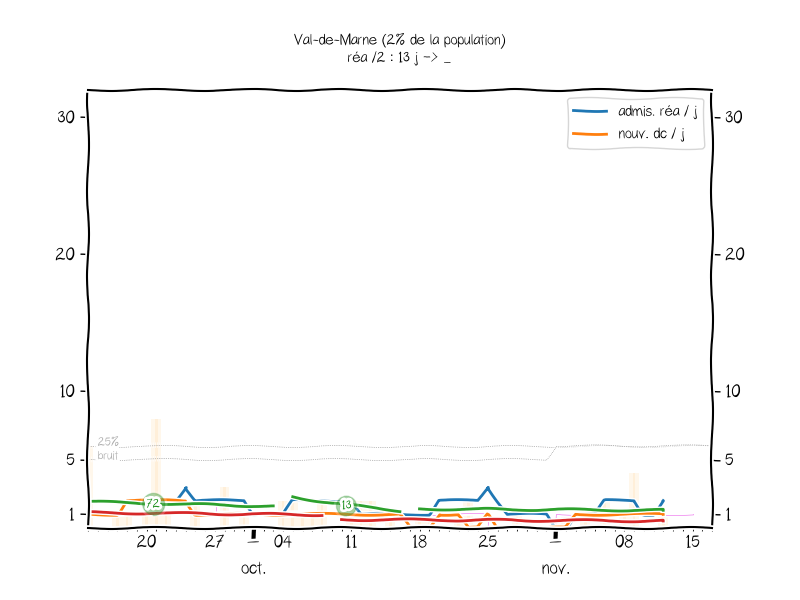 Val-de-Marne (2% de la population)
réa /2 : 13 j -> _
admis. réa / j
nouv. dc / j
30
30
20
20
10
10
25%
bruit
5
5
72
13
1
1
20 27 04 11 18 25 08 15
oct. nov.